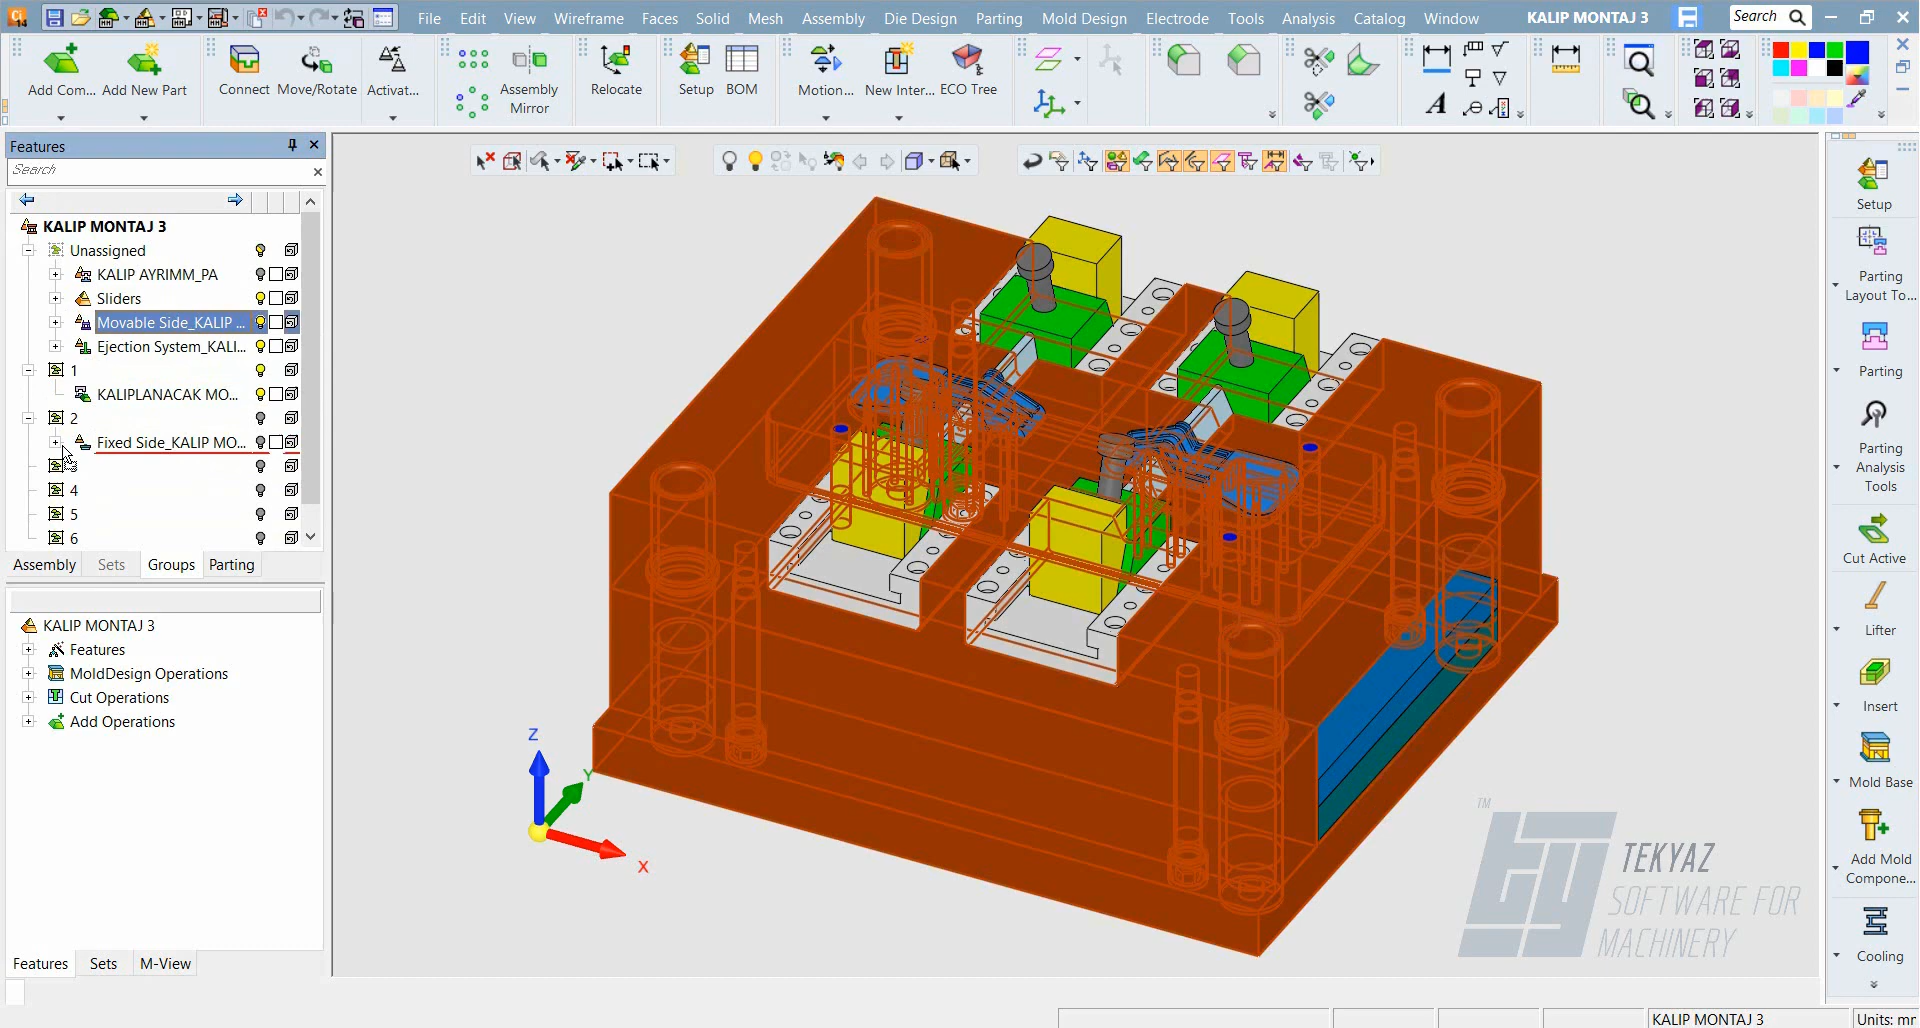 File Edit View Wireframe Faces Solid Mesh Assembly Die Design Parting Mold Design Electrode Tools Analysis Catalog Window KALIP MONTAJ 3 Search
Add Com... Add New Part Connect Move/Rotate Activat... Assembly Mirror Relocate Setup BOM Motion... New Inter... ECO Tree
Features
Search
KALIP MONTAJ 3
Unassigned
KALIP AYRIMM_PA
Sliders
Movable Side_KALIP ...
Ejection System_KALI...
1
KALIPLANACAK MO...
2
Fixed Side_KALIP MO...
4
5
6
Assembly Sets Groups Parting
KALIP MONTAJ 3
Features
MoldDesign Operations
Cut Operations
Add Operations
Features Sets M-View
Z
Y
X
TM
TEKYAZ
SOFTWARE FOR
MACHINERY
Setup
Parting
Layout To...
Parting
Parting
Analysis
Tools
Cut Active
Lifter
Insert
Mold Base
Add Mold
Compone...
Cooling
KALIP MONTAJ 3
Units: mr